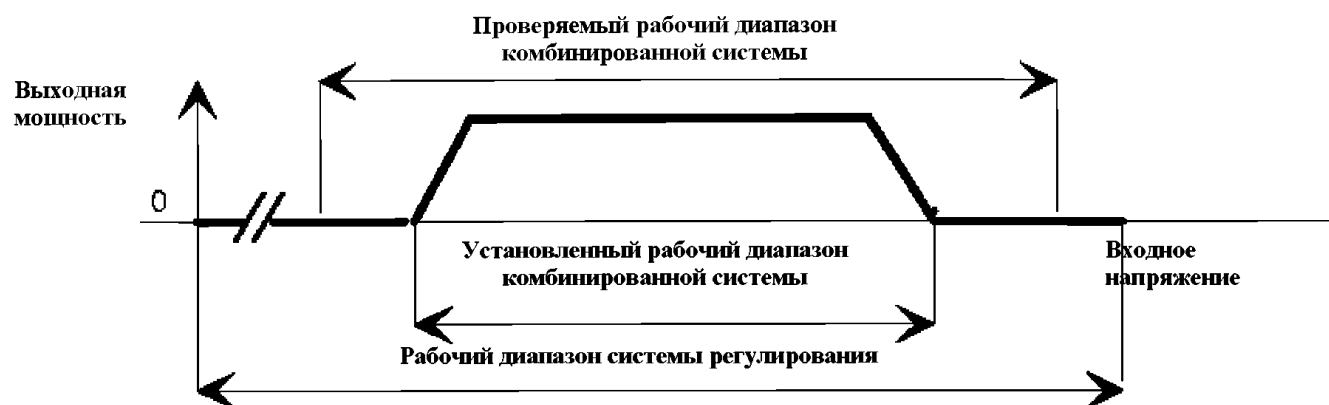 Проверяемый рабочий диапазон
комбинированной системы
Выходная
мощность
0
Установленный рабочий диапазон
комбинированной системы
Входное
напряжение
Рабочий диапазон системы регулирования